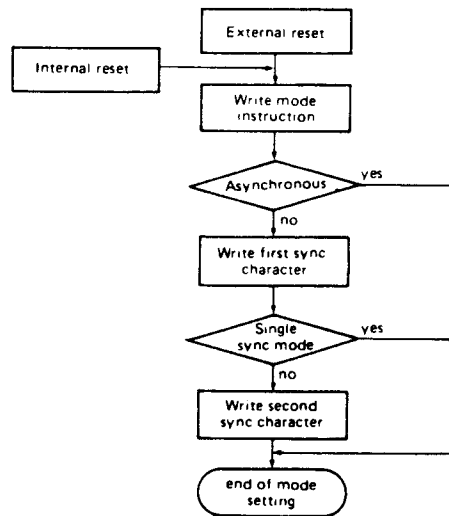 External reset
Internal reset
Write mode
instruction
Asynchronous
yes
no
Write first sync
character
Single
sync mode
yes
no
Write second
sync character
end of mode
setting